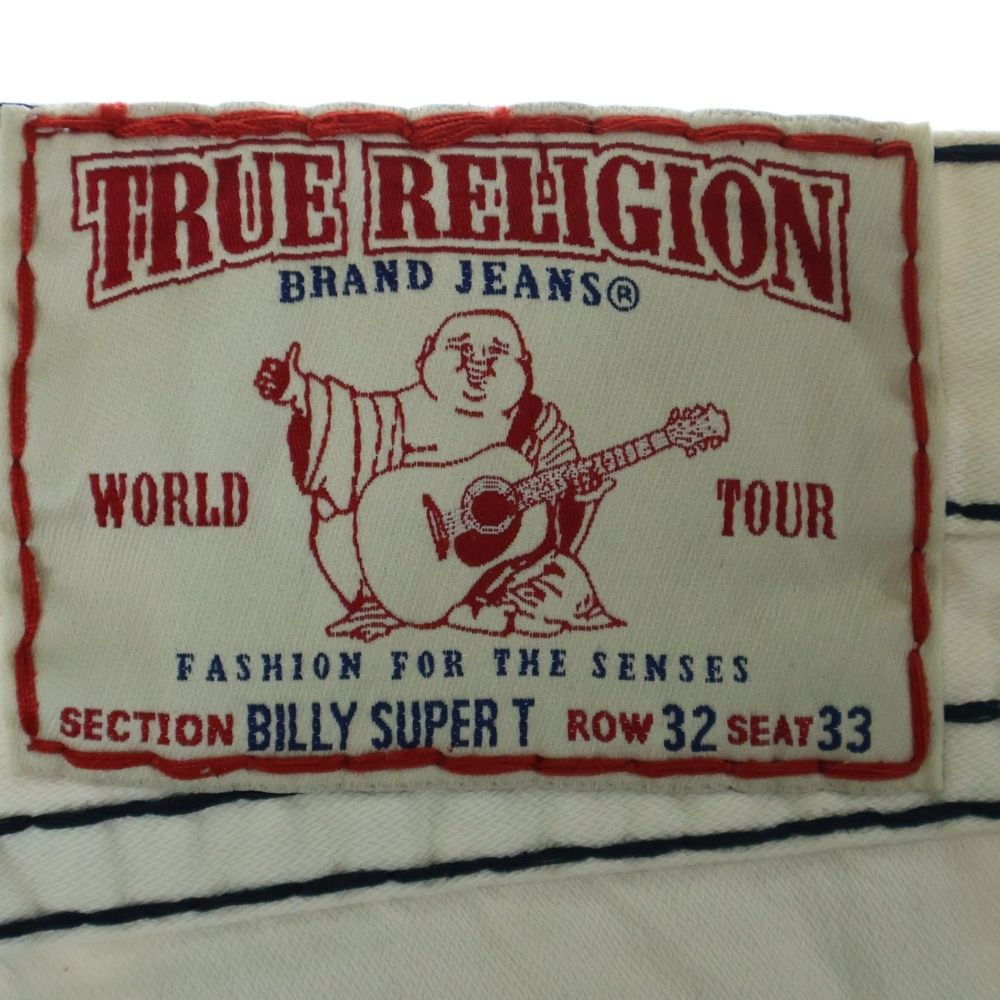 TRUE RELIGION
BRAND JEANS®
WORLD TOUR
FASHION FOR THE SENSES
SECTION BILLY SUPER T ROW 32 SEAT 33